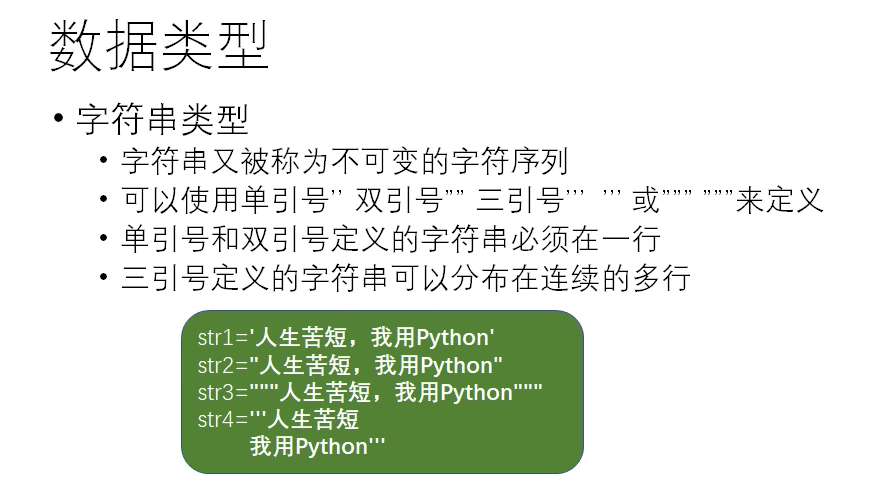 数据类型
• 字符串类型
• 字符串又被称为不可变的字符序列
• 可以使用单引号’’ 双引号”” 三引号’’’ ’’’ 或””” ”””来定义
• 单引号和双引号定义的字符串必须在一行
• 三引号定义的字符串可以分布在连续的多行
str1='人生苦短，我用Python'
str2="人生苦短，我用Python"
str3="""人生苦短，我用Python"""
str4='''人生苦短
我用Python'''